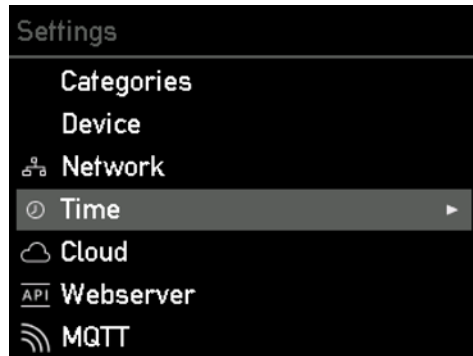 Settings
Categories
Device
Network
Time
Cloud
API Webserver
MQTT